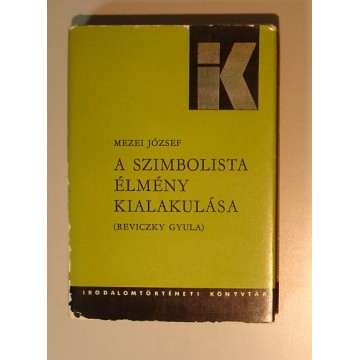 iK
MEZEI JÓZSEF
A SZIMBOLISTA
ÉLMÉNY
KIALAKULÁSA
(REVICZKY GYULA)
IRODALOMTÖRTÉNETI KÖNYVTÁR